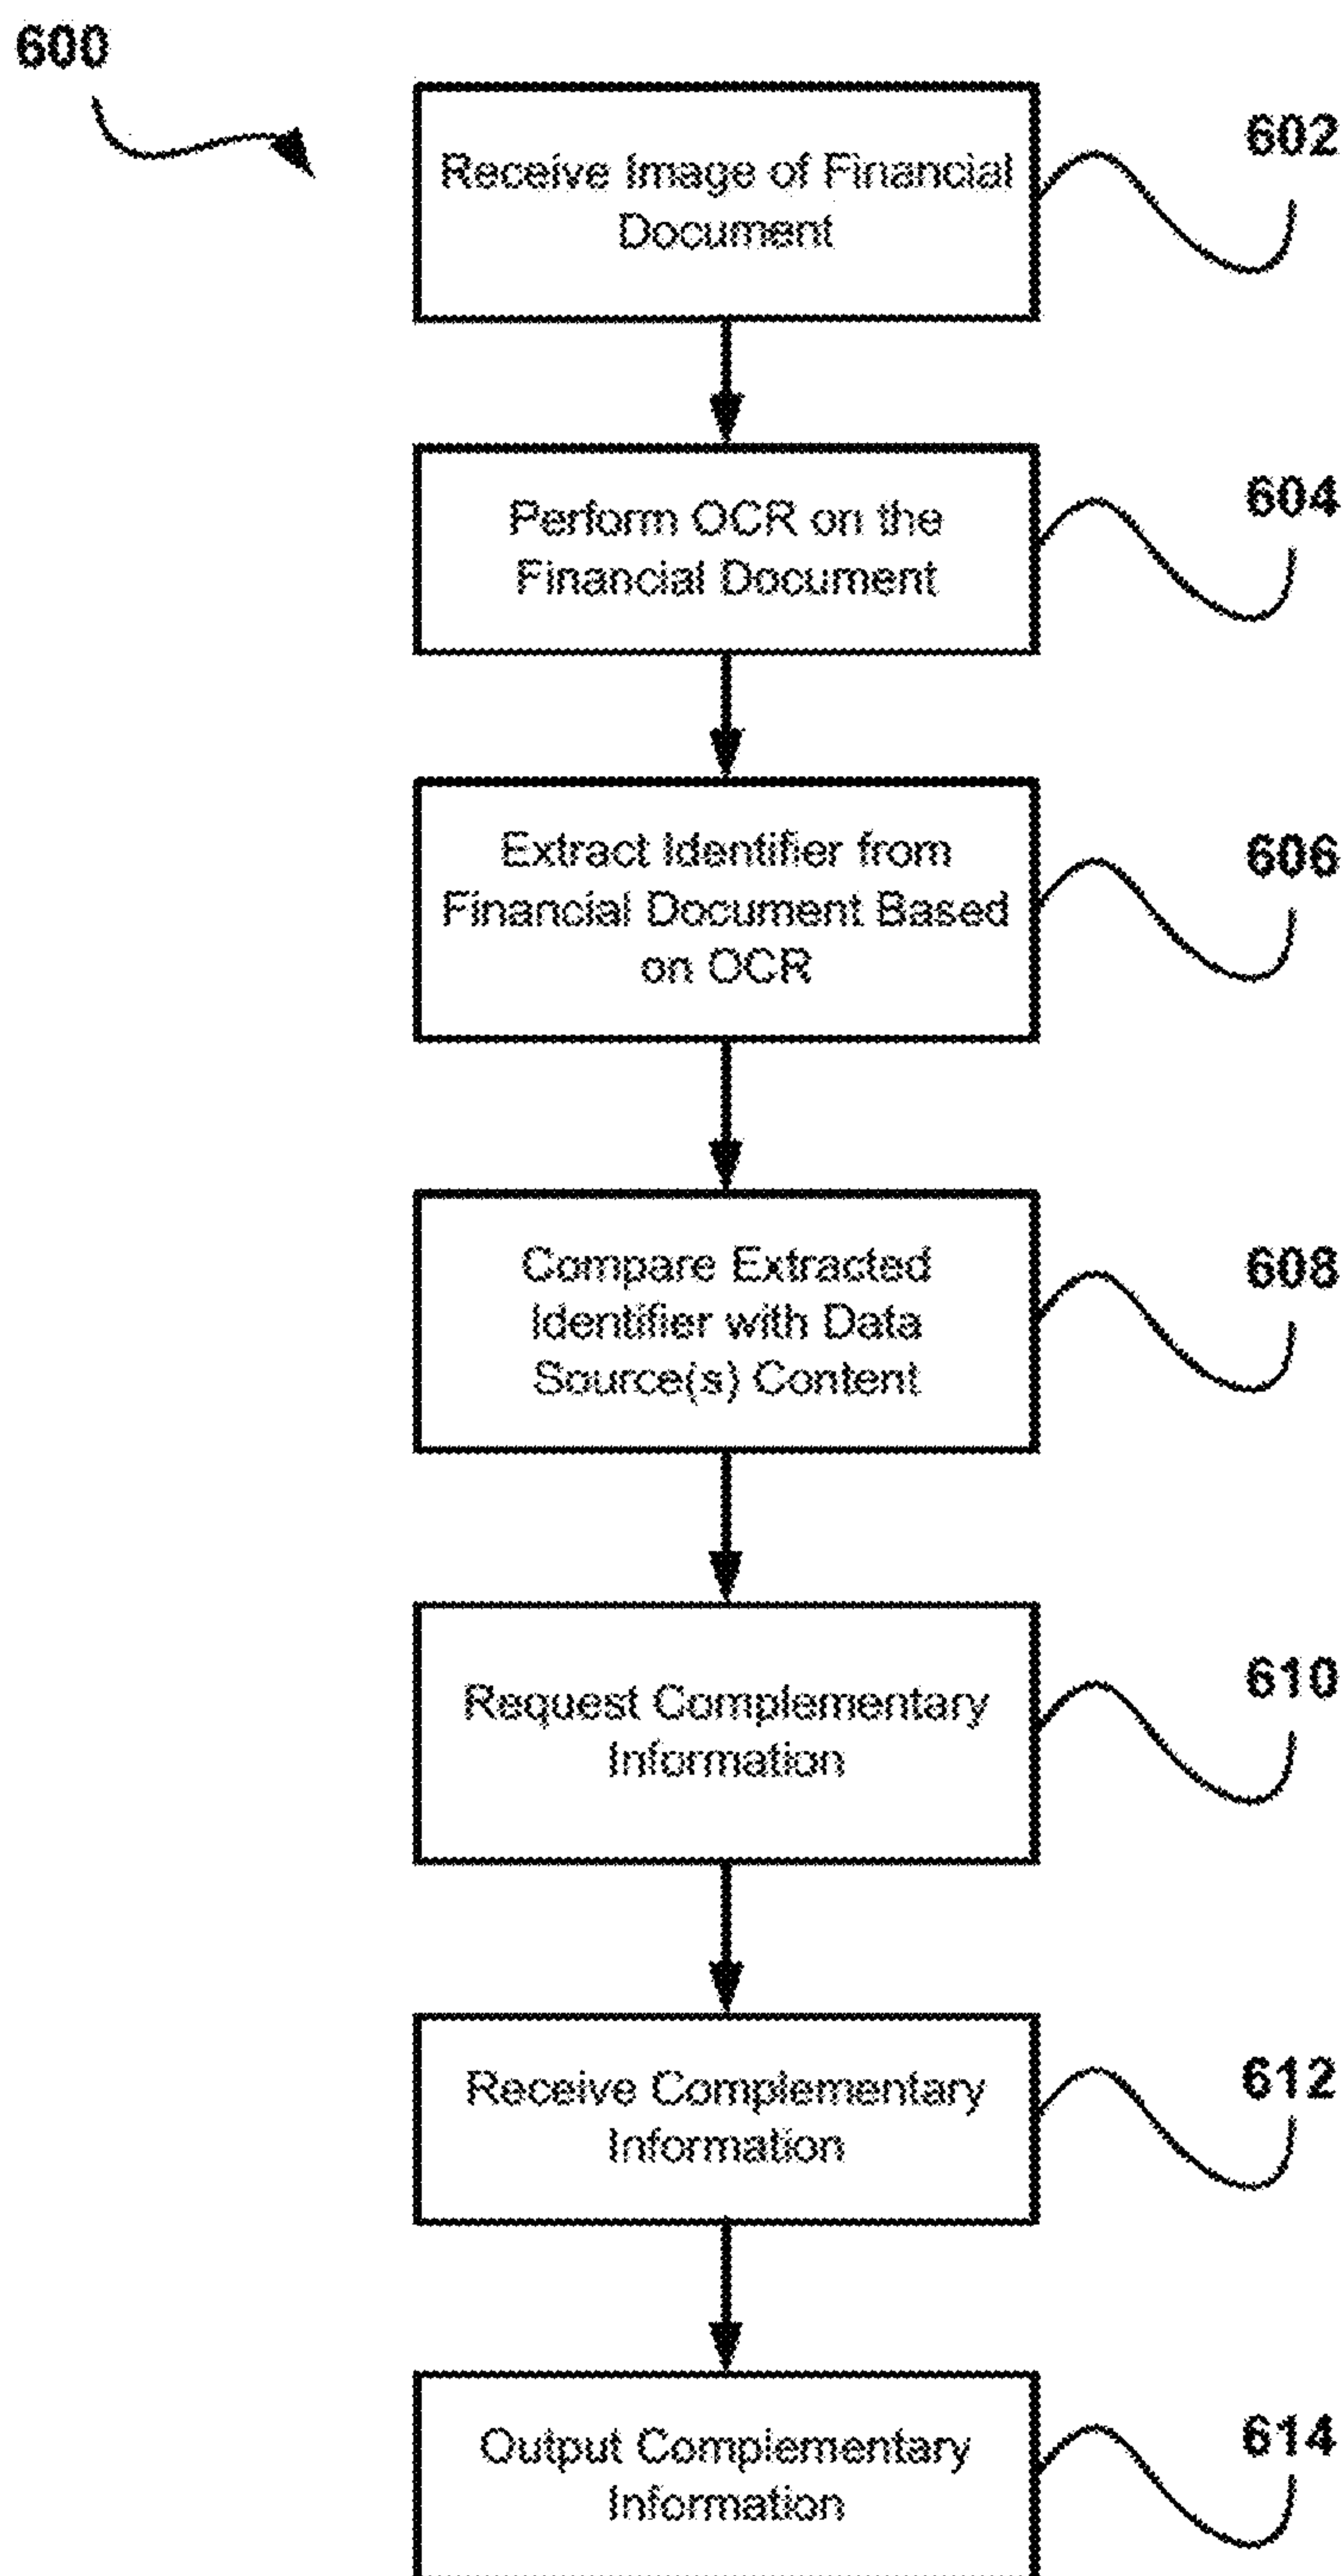 600
Receive Image of Financial
Document
602
Perform OCR on the
Financial Document
604
Extract Identifier from
Financial Document Based
on OCR
606
Compare Extracted
Identifier with Data
Source(s) Content
608
Request Complementary
Information
610
Receive Complementary
Information
612
Output Complementary
Information
614